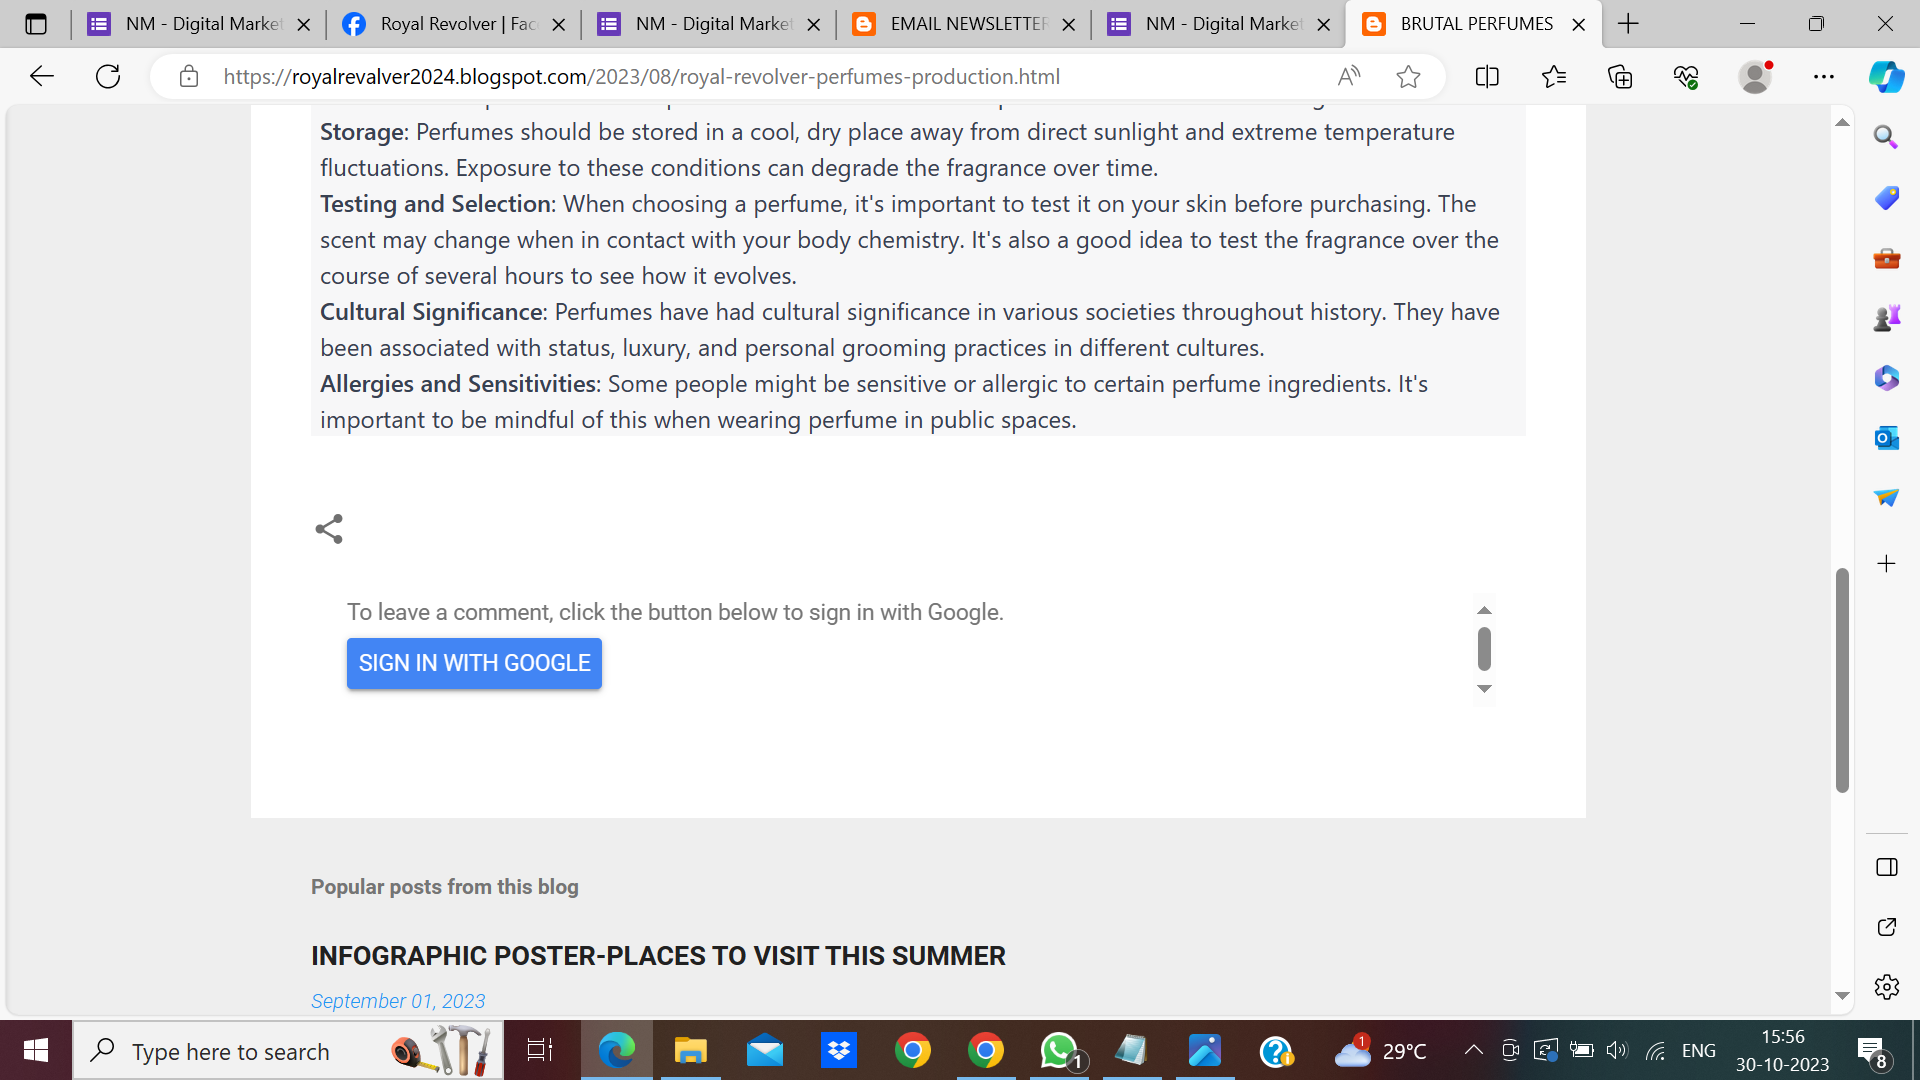 NM - Digital Market
Royal Revolver | Fac
NM - Digital Market
EMAIL NEWSLETTER
NM - Digital Market
BRUTAL PERFUMES
https://royalrevalver2024.blogspot.com/2023/08/royal-revolver-perfumes-production.html
Storage: Perfumes should be stored in a cool, dry place away from direct sunlight and extreme temperature
fluctuations. Exposure to these conditions can degrade the fragrance over time.
Testing and Selection: When choosing a perfume, it's important to test it on your skin before purchasing. The
scent may change when in contact with your body chemistry. It's also a good idea to test the fragrance over the
course of several hours to see how it evolves.
Cultural Significance: Perfumes have had cultural significance in various societies throughout history. They have
been associated with status, luxury, and personal grooming practices in different cultures.
Allergies and Sensitivities: Some people might be sensitive or allergic to certain perfume ingredients. It's
important to be mindful of this when wearing perfume in public spaces.
To leave a comment, click the button below to sign in with Google.
SIGN IN WITH GOOGLE
Popular posts from this blog
INFOGRAPHIC POSTER-PLACES TO VISIT THIS SUMMER
September 01, 2023
Type here to search
1
1
29°C
ENG
15:56
30-10-2023
8